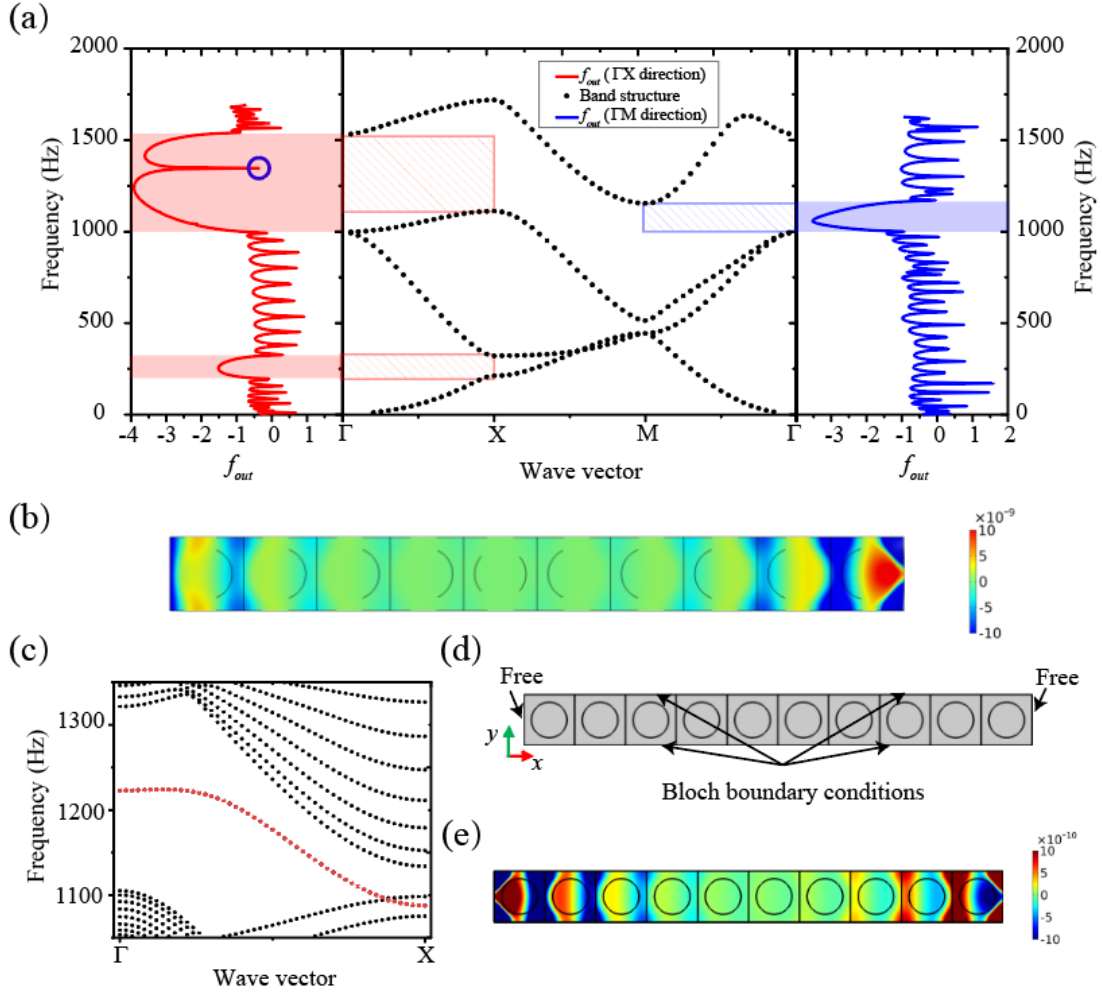 (a)
2000
1500
1000
500
0
Frequency (Hz)
-4 -3 -2 -1 0 1
f_out
f_out (ΓX direction)
Band structure
f_out (ΓM direction)
Γ X M Γ
Wave vector
2000
1500
1000
500
0
Frequency (Hz)
-3 -2 -1 0 1 2
f_out
(b)
×10⁻⁹
10
5
0
-5
-10
(c)
1300
1200
1100
Frequency (Hz)
Γ X
Wave vector
(d)
Free
Free
y
x
Bloch boundary conditions
(e)
×10⁻¹⁰
10
5
0
-5
-10